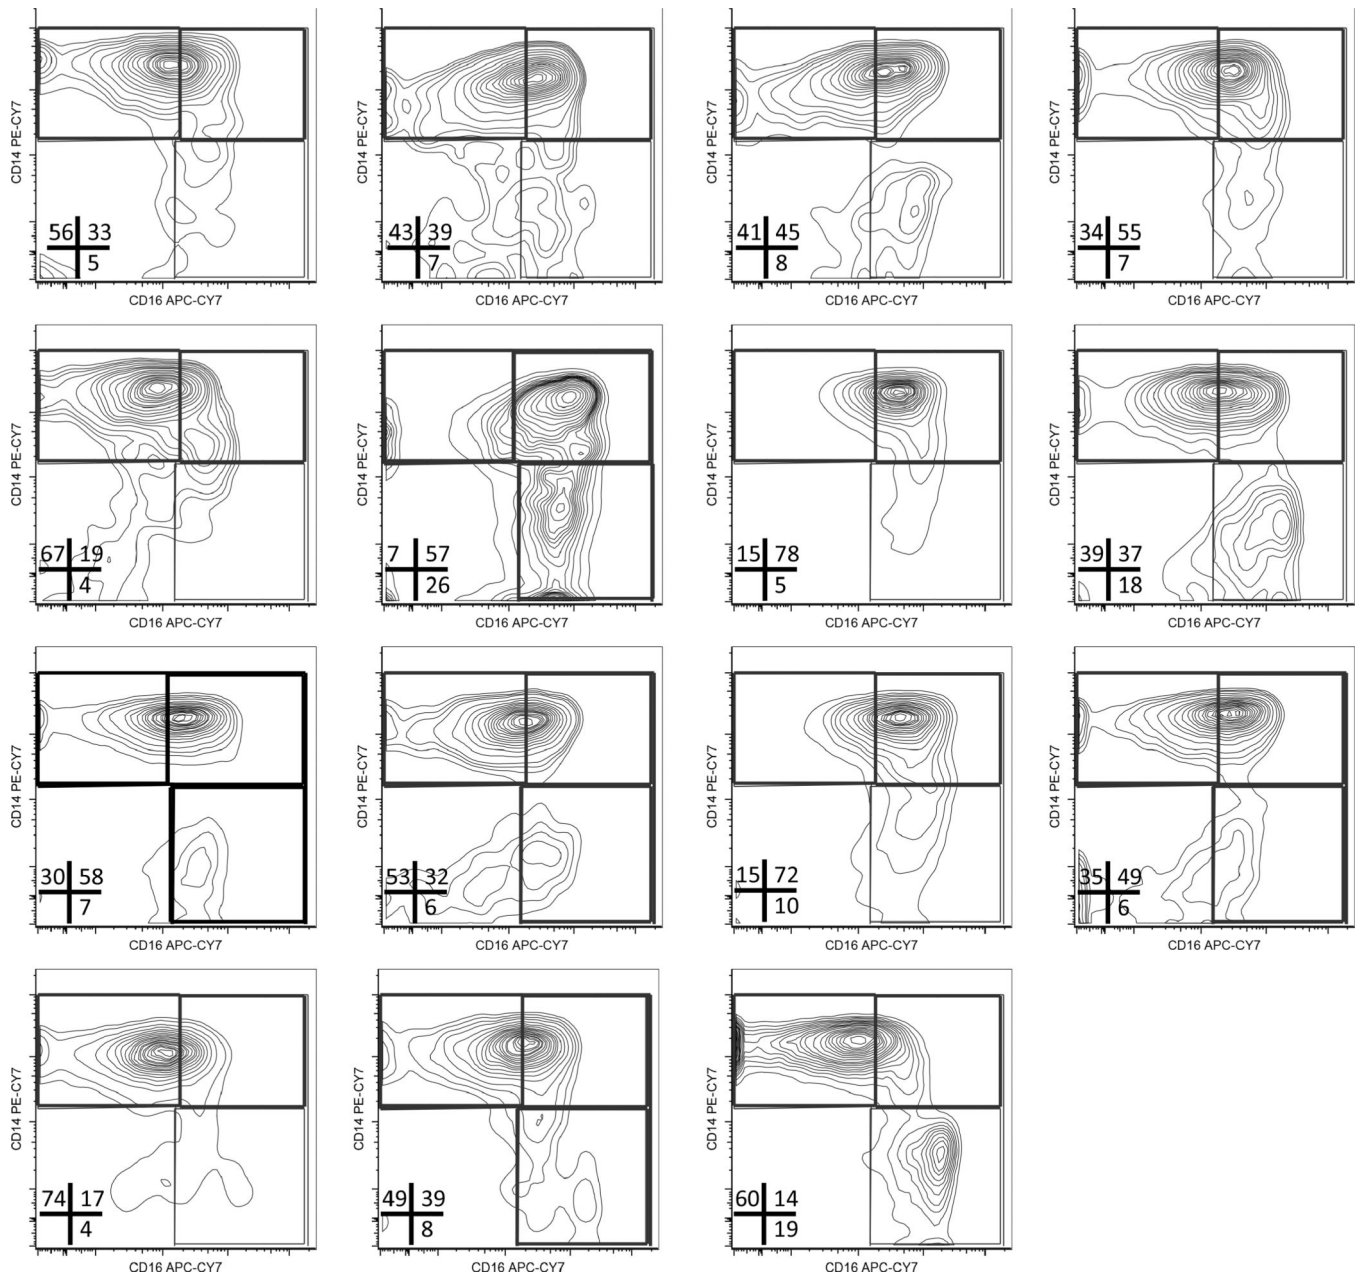 CD14 PE-CY7
56 33
5
CD16 APC-CY7
CD14 PE-CY7
43 39
7
CD16 APC-CY7
CD14 PE-CY7
41 45
8
CD16 APC-CY7
CD14 PE-CY7
34 55
7
CD16 APC-CY7
CD14 PE-CY7
67 19
4
CD16 APC-CY7
CD14 PE-CY7
7 57
26
CD16 APC-CY7
CD14 PE-CY7
15 78
5
CD16 APC-CY7
CD14 PE-CY7
39 37
18
CD16 APC-CY7
CD14 PE-CY7
30 58
7
CD16 APC-CY7
CD14 PE-CY7
53 32
6
CD16 APC-CY7
CD14 PE-CY7
15 72
10
CD16 APC-CY7
CD14 PE-CY7
35 49
6
CD16 APC-CY7
CD14 PE-CY7
74 17
4
CD16 APC-CY7
CD14 PE-CY7
49 39
8
CD16 APC-CY7
CD14 PE-CY7
60 14
19
CD16 APC-CY7